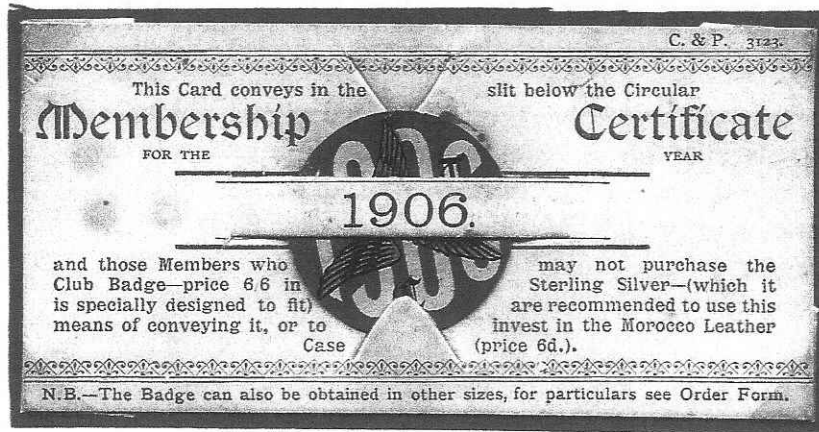 C. & P. 3123.
This Card conveys in the slit below the Circular
Membership Certificate
FOR THE YEAR
1906.
and those Members who may not purchase the
Club Badge—price 6/6 in Sterling Silver—(which it
is specially designed to fit) are recommended to use this
means of conveying it, or to invest in the Morocco Leather
Case (price 6d.).
N.B.—The Badge can also be obtained in other sizes, for particulars see Order Form.